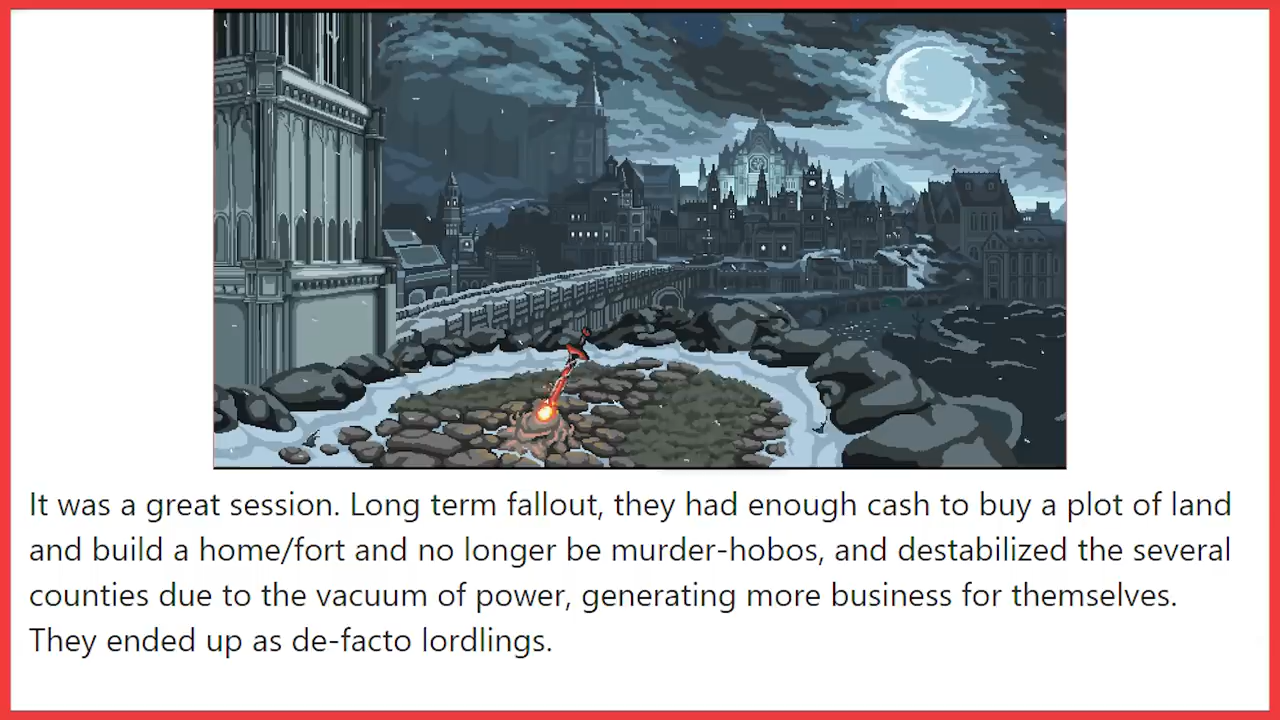 It was a great session. Long term fallout, they had enough cash to buy a plot of land
and build a home/fort and no longer be murder-hobos, and destabilized the several
counties due to the vacuum of power, generating more business for themselves.
They ended up as de-facto lordlings.